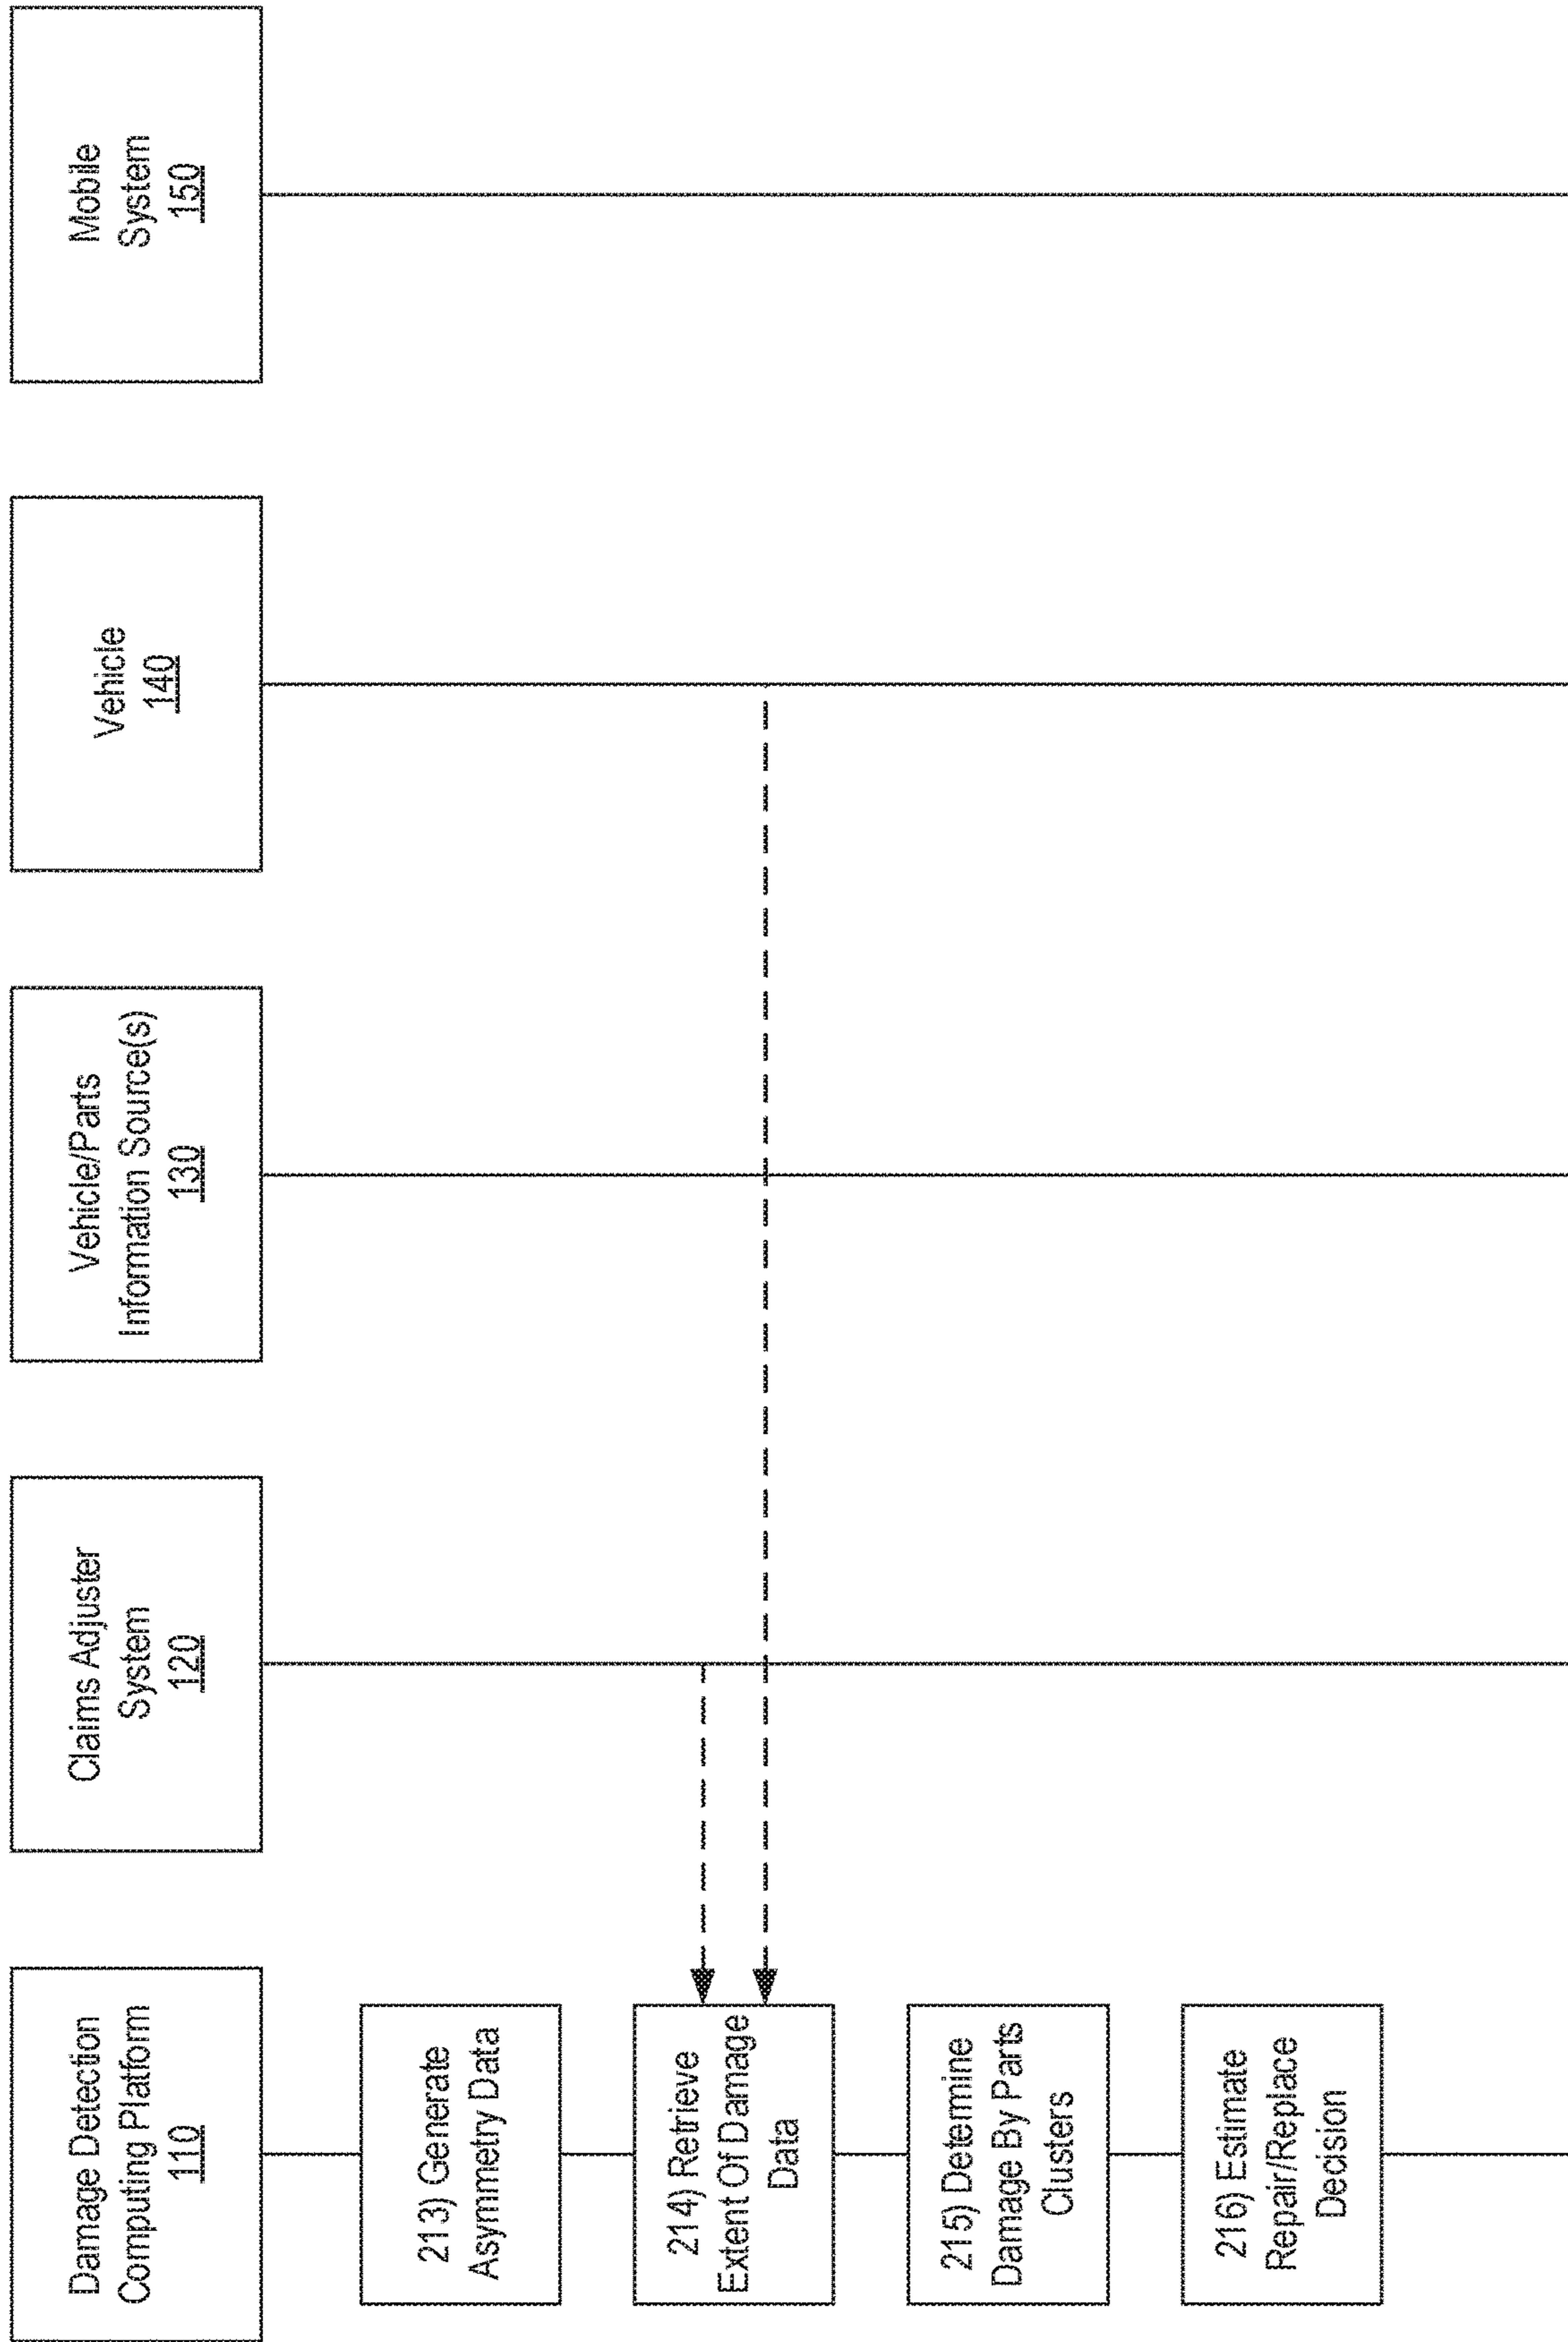 Damage Detection
Computing Platform
110
Claims Adjuster
System
120
Vehicle/Parts
Information Source(s)
130
Vehicle
140
Mobile
System
150
213) Generate
Asymmetry Data
214) Retrieve
Extent Of Damage
Data
215) Determine
Damage By Parts
Clusters
216) Estimate
Repair/Replace
Decision